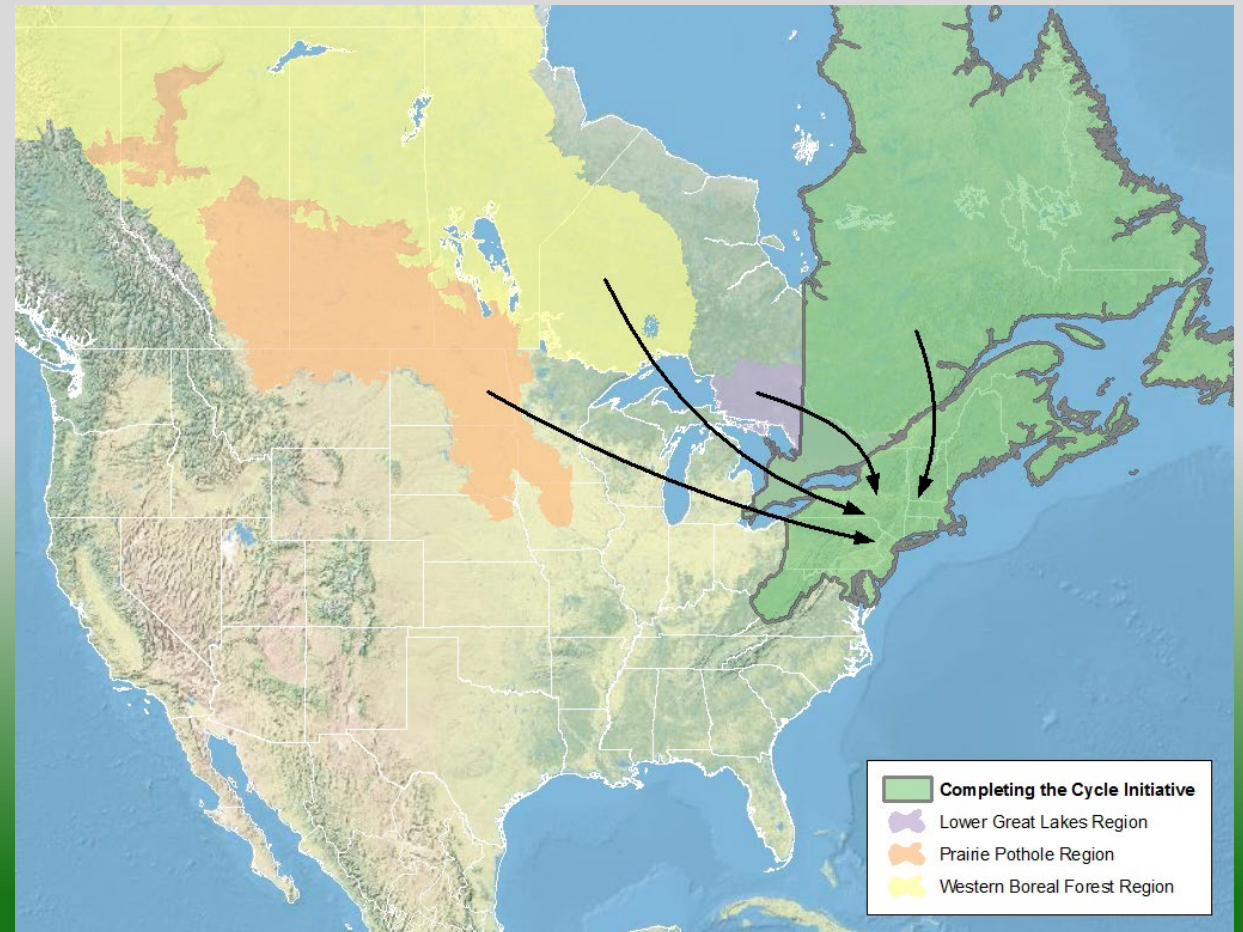 Completing the Cycle Initiative
Lower Great Lakes Region
Prairie Pothole Region
Western Boreal Forest Region